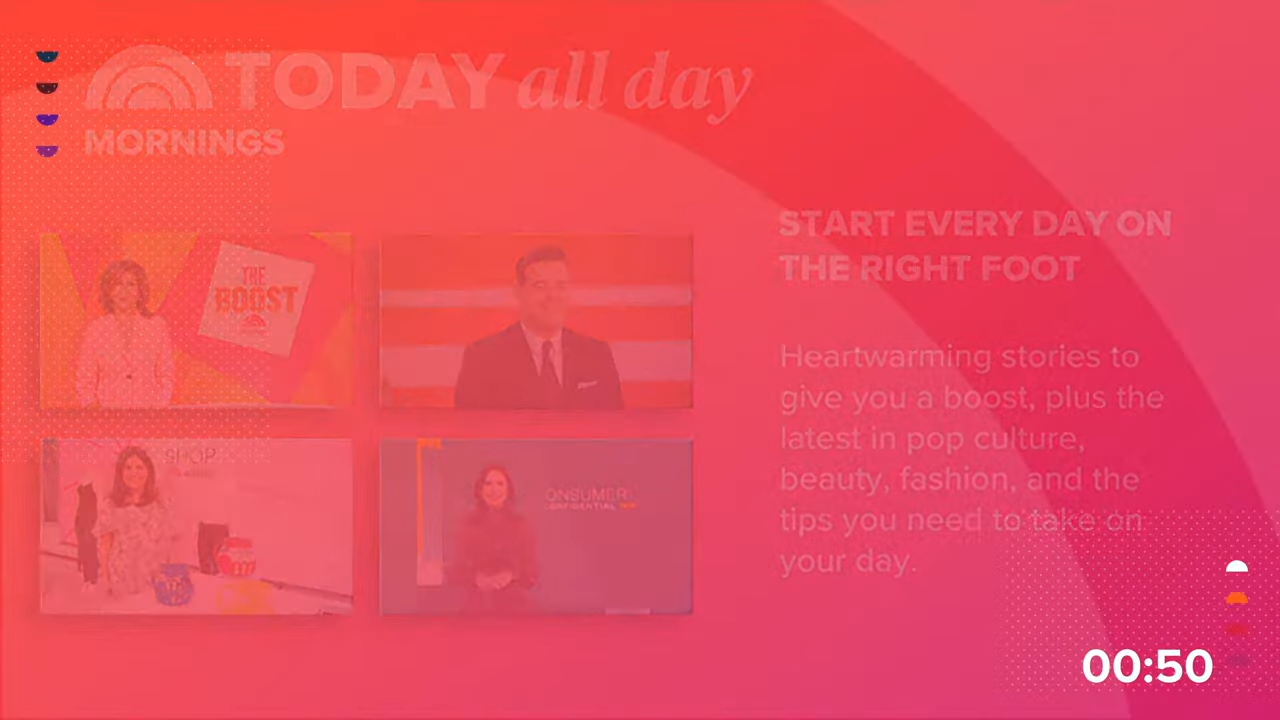 TODAY all day
MORNINGS
START EVERY DAY ON
THE RIGHT FOOT
THE
BOOST
Heartwarming stories to
give you a boost, plus the
latest in pop culture,
beauty, fashion, and the
tips you need to take on
your day.
SHOP
ONSUMER
CONFIDENTIAL
00:50